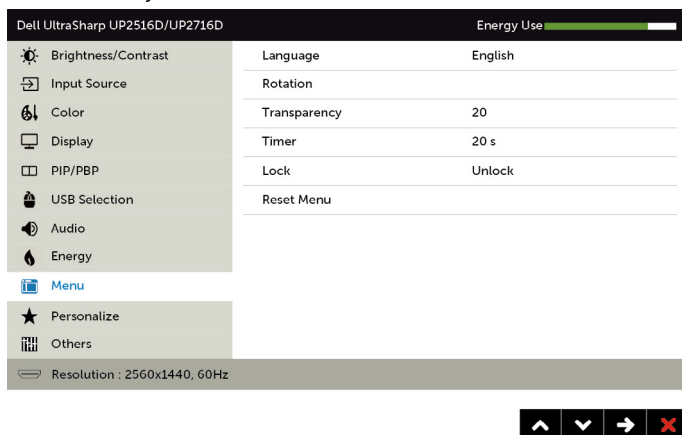 Dell UltraSharp UP2516D/UP2716D Energy Use
Brightness/Contrast Language English
Input Source Rotation
Color Transparency 20
Display Timer 20 s
PIP/PBP Lock Unlock
USB Selection Reset Menu
Audio
Energy
Menu
Personalize
Others
Resolution : 2560x1440, 60Hz